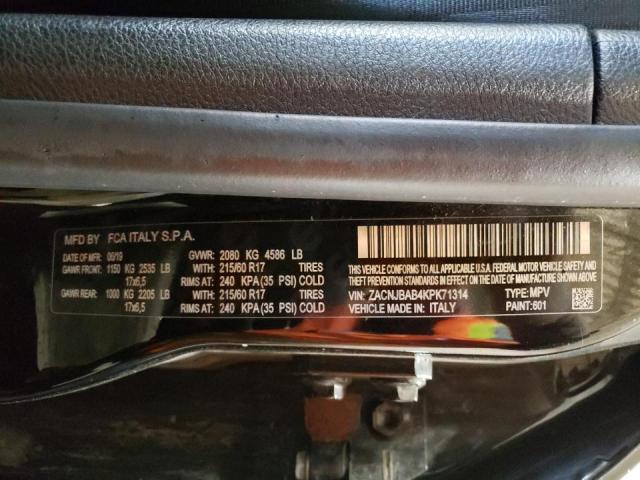 MFD BY FCA ITALY S.P.A.
DATE OF MFR: 06/19 GVWR: 2080 KG 4586 LB
GAWR FRONT: 1150 KG 2535 LB WITH: 215/60 R17 TIRES
17x6,5 RIMS AT: 240 KPA (35 PSI) COLD
GAWR REAR: 1000 KG 2205 LB WITH: 215/60 R17 TIRES
17x6,5 RIMS AT: 240 KPA (35 PSI) COLD
THIS VEHICLE CONFORMS TO ALL APPLICABLE U.S.A. FEDERAL MOTOR VEHICLE SAFETY
BUMPER AND THEFT PREVENTION STANDARDS IN EFFECT ON THE DATE OF MANUFACTURE SHOWN ABOVE
VIN: ZACNJBAB4KPK71314 TYPE: MPV
VEHICLE MADE IN: ITALY PAINT: 601